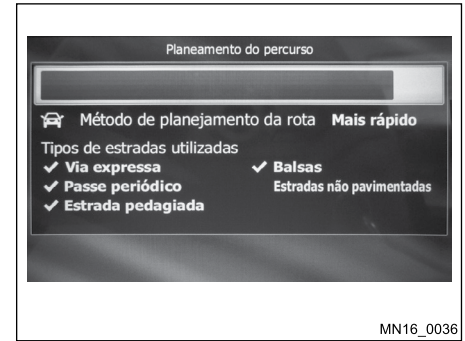 Planeamento do percurso
Método de planejamento da rota Mais rápido
Tipos de estradas utilizadas
✓ Via expressa ✓ Balsas
✓ Passe periódico Estradas não pavimentadas
✓ Estrada pedagiada
MN16_0036